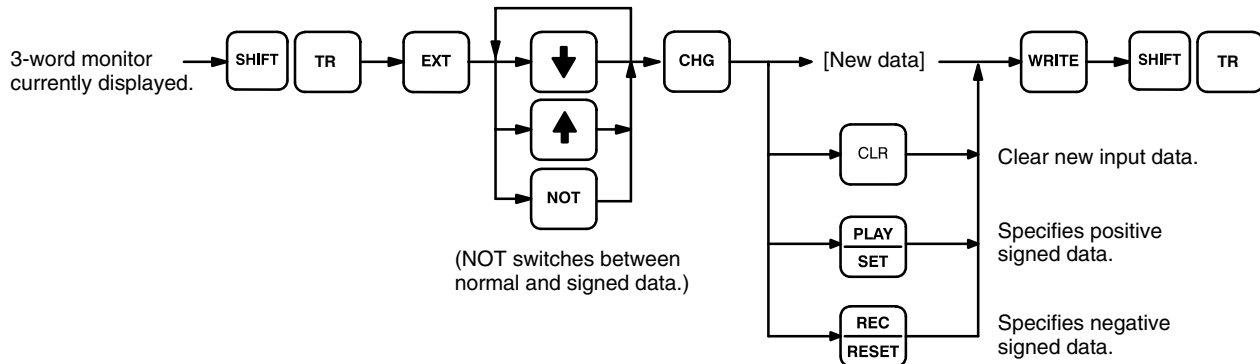 3-word monitor
currently displayed.
SHIFT
TR
EXT
NOT
(NOT switches between
normal and signed data.)
CHG
[New data]
CLR
Clear new input data.
PLAY
SET
Specifies positive
signed data.
REC
RESET
Specifies negative
signed data.
WRITE
SHIFT
TR